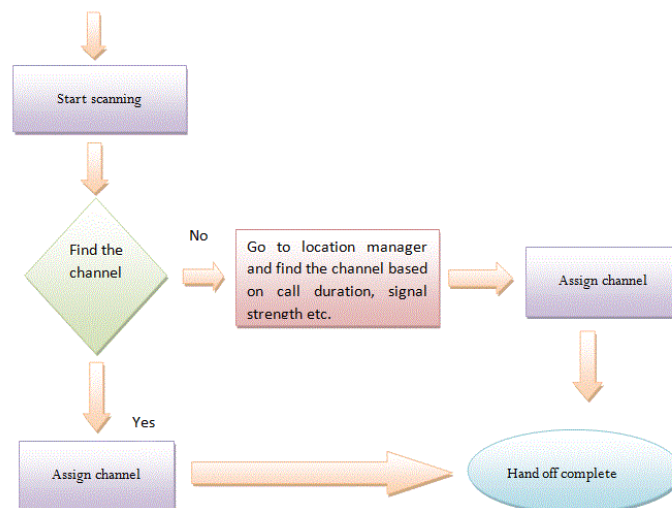 Start scanning
Find the
channel
No
Go to location manager
and find the channel based
on call duration, signal
strength etc.
Assign channel
Yes
Assign channel
Hand off complete